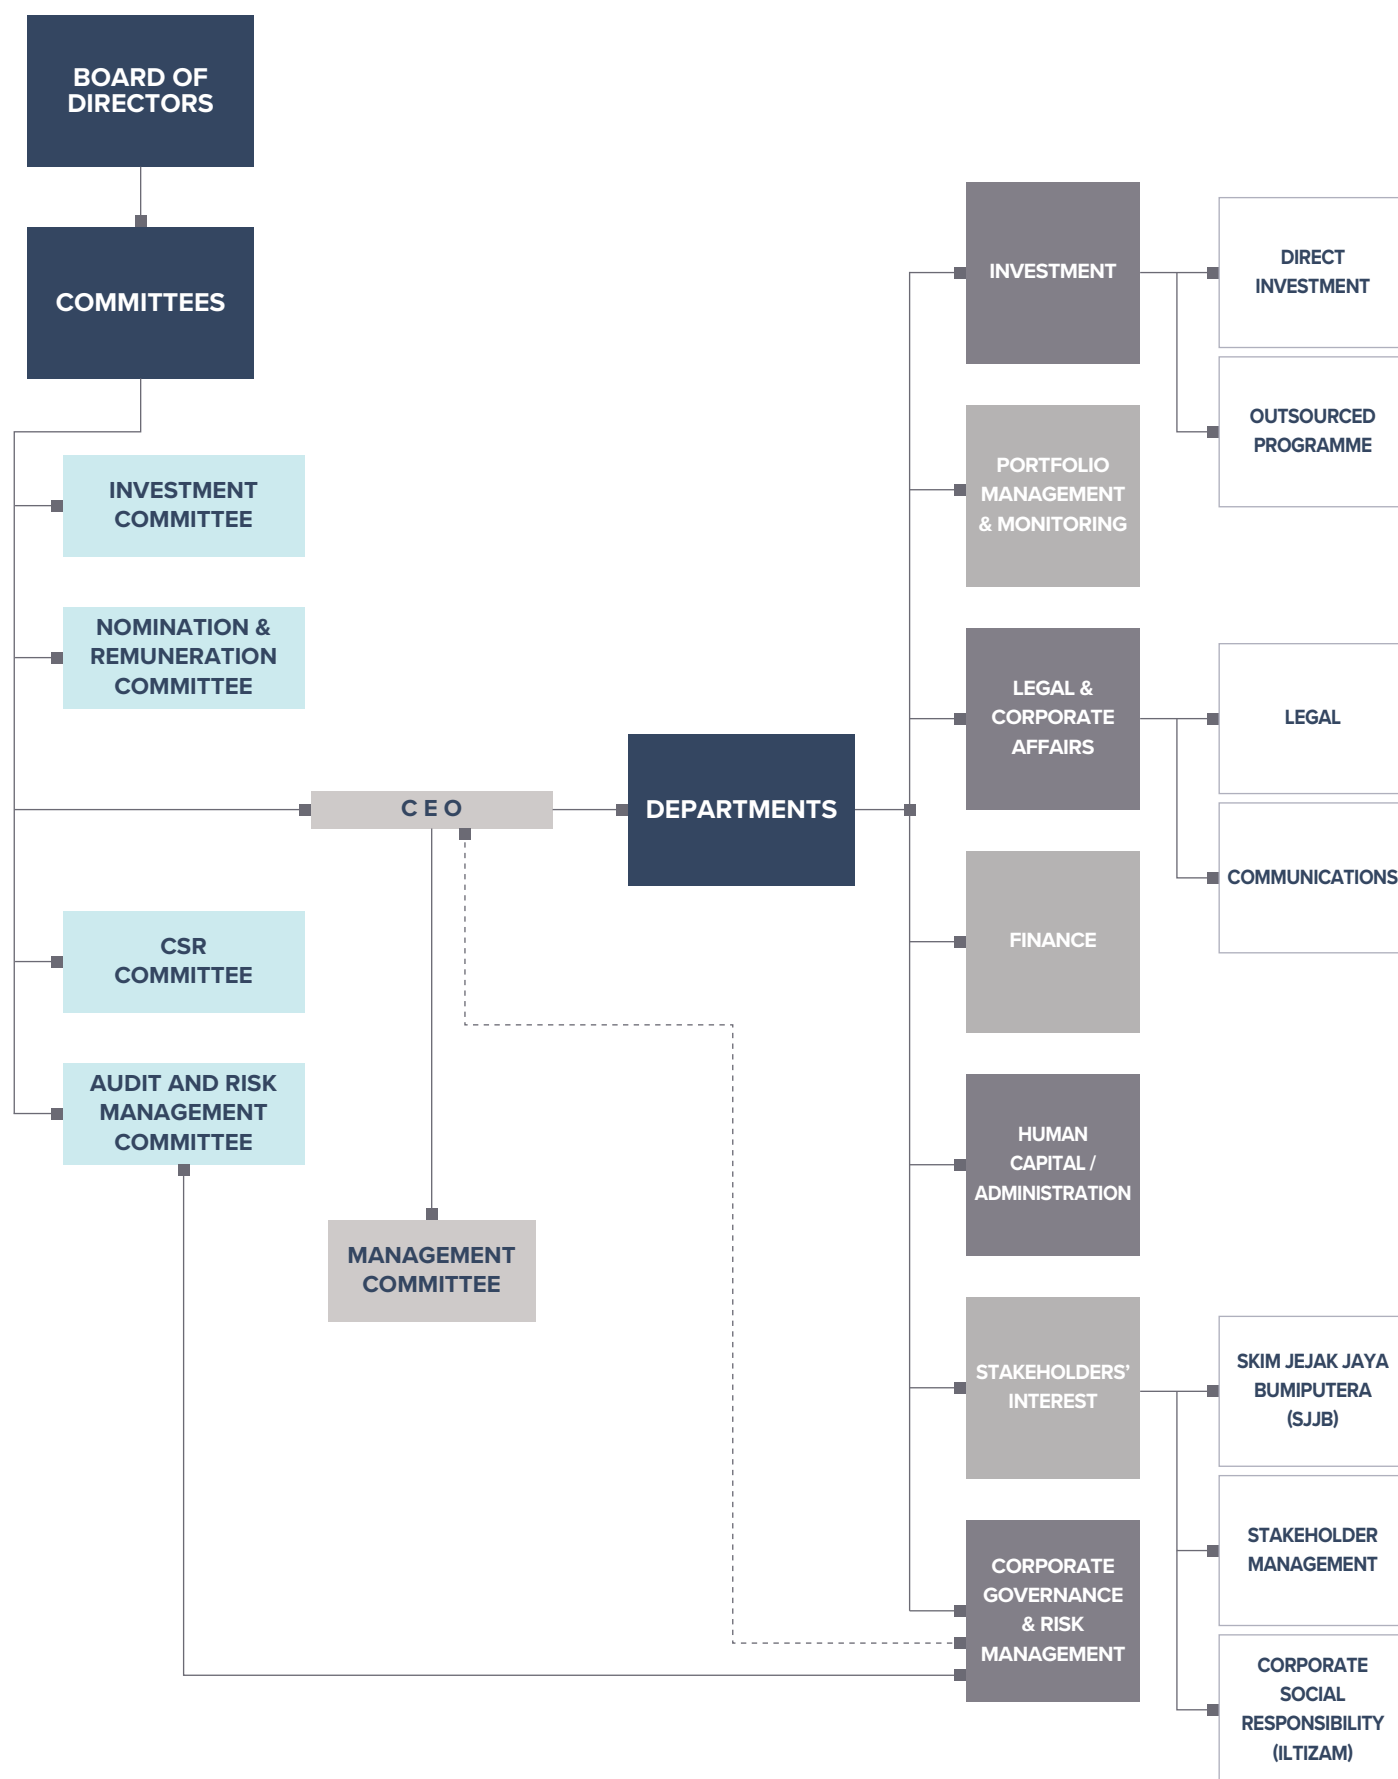 BOARD OF
DIRECTORS
COMMITTEES
INVESTMENT
COMMITTEE
NOMINATION &
REMUNERATION
COMMITTEE
CEO
CSR
COMMITTEE
AUDIT AND RISK
MANAGEMENT
COMMITTEE
MANAGEMENT
COMMITTEE
DEPARTMENTS
INVESTMENT
DIRECT
INVESTMENT
OUTSOURCED
PROGRAMME
PORTFOLIO
MANAGEMENT
& MONITORING
LEGAL &
CORPORATE
AFFAIRS
LEGAL
COMMUNICATIONS
FINANCE
HUMAN
CAPITAL /
ADMINISTRATION
STAKEHOLDERS’
INTEREST
SKIM JEJAK JAYA
BUMIPUTERA
(SJJB)
STAKEHOLDER
MANAGEMENT
CORPORATE
SOCIAL
RESPONSIBILITY
(ILTIZAM)
CORPORATE
GOVERNANCE
& RISK
MANAGEMENT